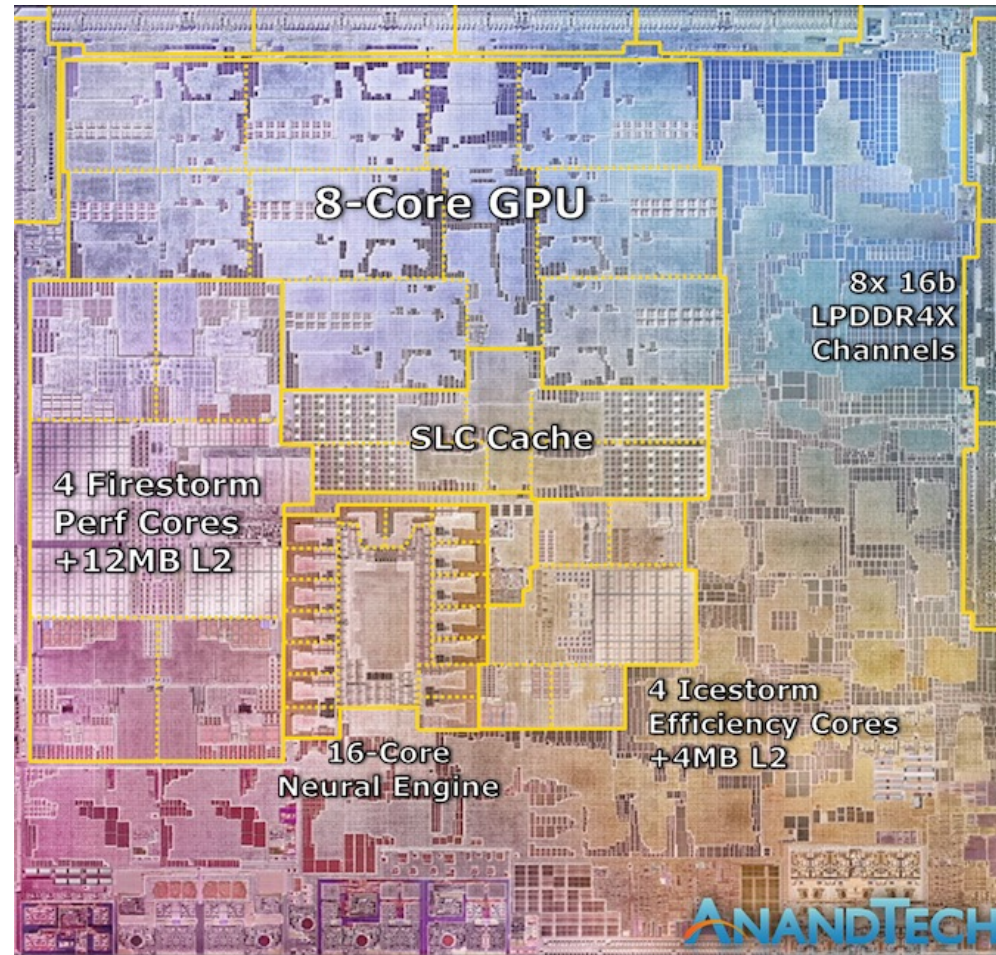 8-Core GPU
8x 16b
LPDDR4X
Channels
SLC Cache
4 Firestorm
Perf Cores
+12MB L2
4 Icestorm
Efficiency Cores
+4MB L2
16-Core
Neural Engine
ANANDTECH